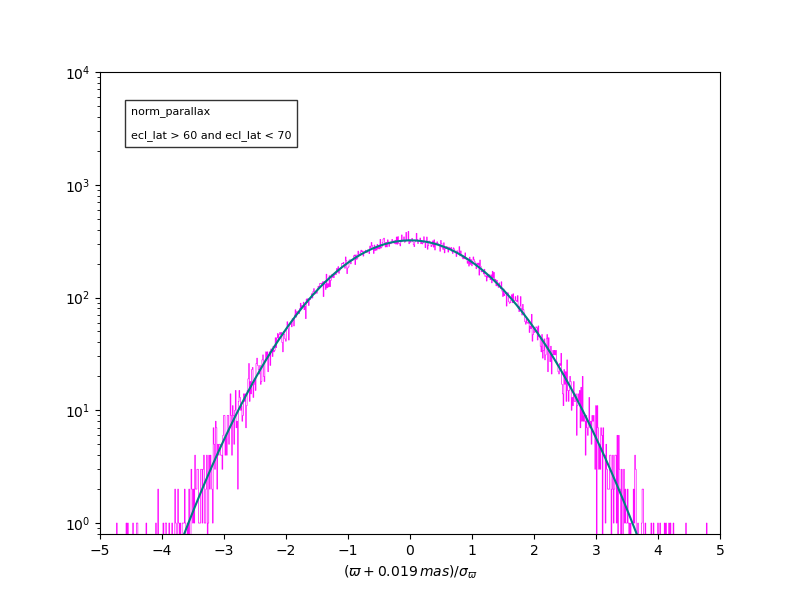 10⁴
norm_parallax
ecl_lat > 60 and ecl_lat < 70
10³
10²
10¹
10⁰
−5 −4 −3 −2 −1 0 1 2 3 4 5
(ϖ + 0.019 mas)/σ_ϖ